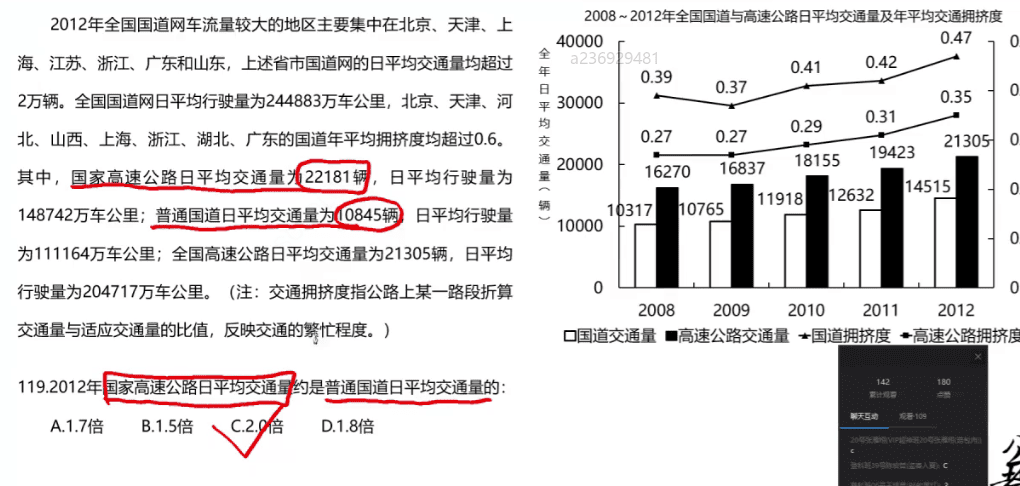 2012年全国国道网车流量较大的地区主要集中在北京、天津、上
海、江苏、浙江、广东和山东，上述省市国道网的日平均交通量均超过
2万辆。全国国道网日平均行驶量为244883万车公里，北京、天津、河
北、山西、上海、浙江、湖北、广东的国道年平均拥挤度均超过0.6。
其中，国家高速公路日平均交通量为22181辆，日平均行驶量为
148742万车公里；普通国道日平均交通量为10845辆，日平均行驶量
为111164万车公里；全国高速公路日平均交通量为21305辆，日平均
行驶量为204717万车公里。（注：交通拥挤度指公路上某一路段折算
交通量与适应交通量的比值，反映交通的繁忙程度。）
119.2012年国家高速公路日平均交通量约是普通国道日平均交通量的：
A.1.7倍 B.1.5倍 C.2.0倍 D.1.8倍
2008～2012年全国国道与高速公路日平均交通量及年平均交通拥挤度
a236929481
全年日平均交通量（辆）
40000
30000
20000
10000
0
0.39 0.37 0.41 0.42 0.47
0.27 0.27 0.29 0.31 0.35
16270 16837 18155 19423 21305
10317 10765 11918 12632 14515
2008 2009 2010 2011 2012
0.
0.
0.
0.
0.
0
国道交通量 高速公路交通量 国道拥挤度 高速公路拥挤度
142 180
累计观看 点赞
聊天互动 观看·109
c
C